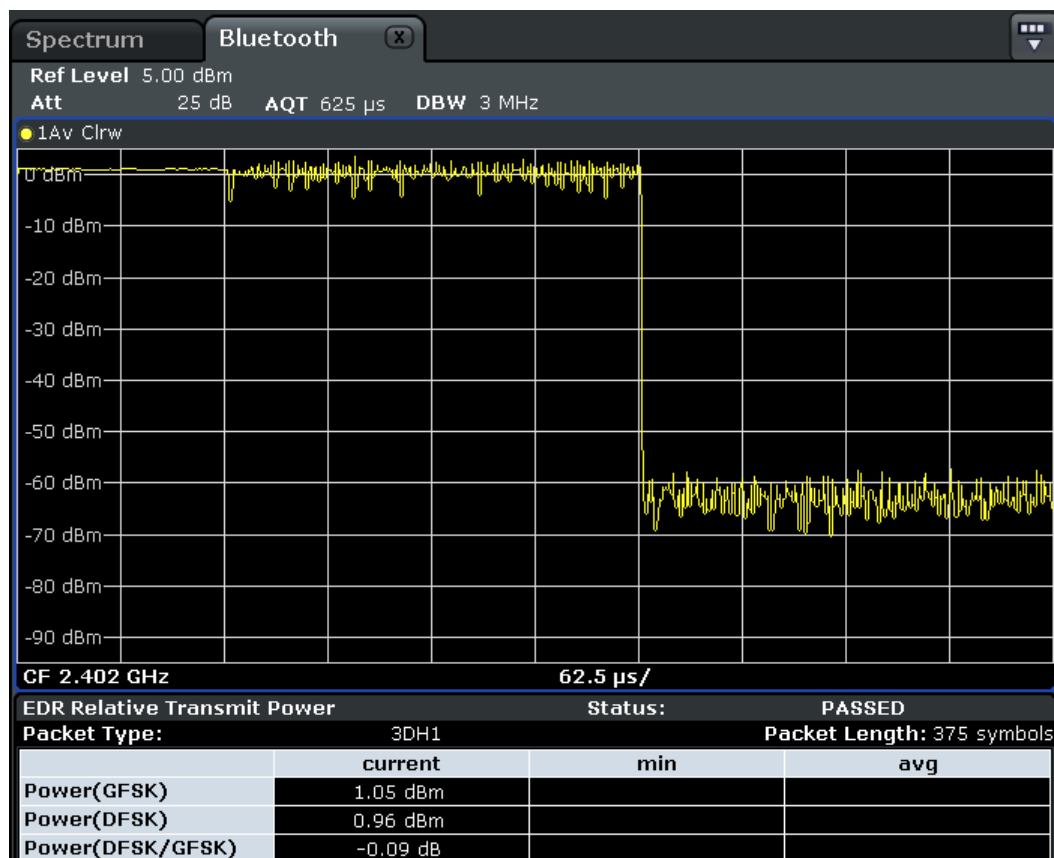 Spectrum Bluetooth X
Ref Level 5.00 dBm
Att 25 dB AQT 625 µs DBW 3 MHz
1Av Clrw
0 dBm
-10 dBm
-20 dBm
-30 dBm
-40 dBm
-50 dBm
-60 dBm
-70 dBm
-80 dBm
-90 dBm
CF 2.402 GHz 62.5 µs/
EDR Relative Transmit Power Status: PASSED
Packet Type: 3DH1 Packet Length: 375 symbols
current min avg
Power(GFSK) 1.05 dBm
Power(DFSK) 0.96 dBm
Power(DFSK/GFSK) -0.09 dB